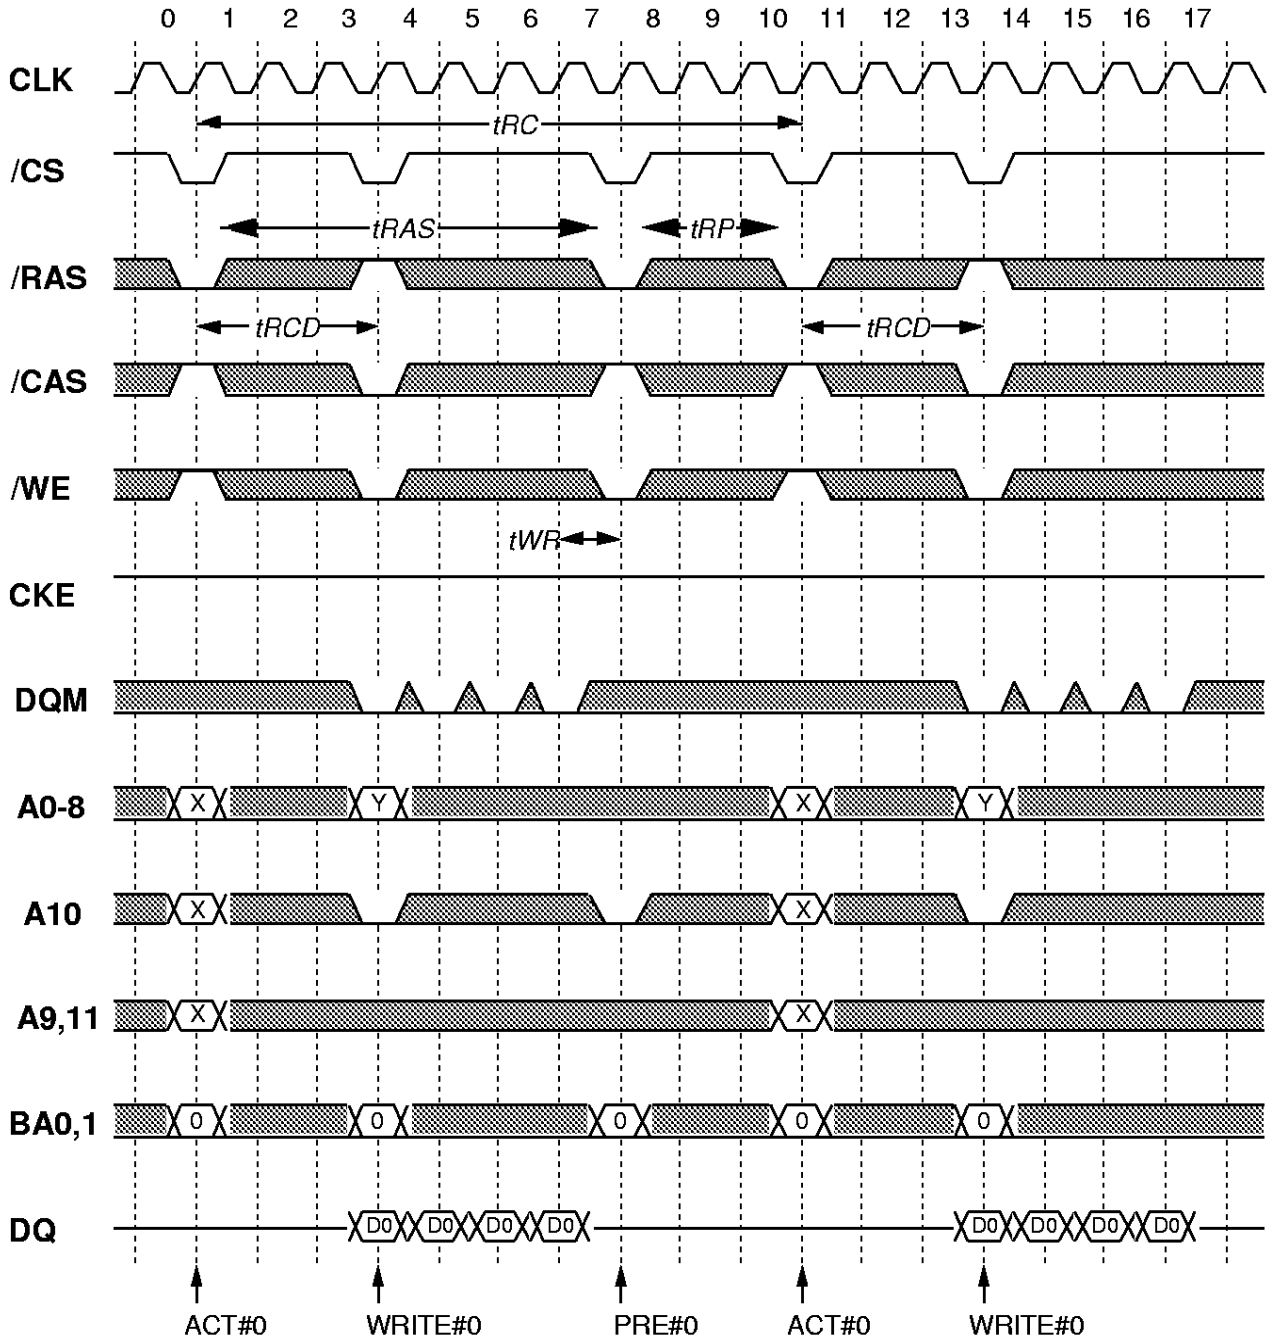 0 1 2 3 4 5 6 7 8 9 10 11 12 13 14 15 16 17
CLK
tRC
/CS
tRAS tRP
/RAS
tRCD tRCD
/CAS
/WE
tWR
CKE
DQM
A0-8 X Y X Y
A10 X X
A9,11 X X
BA0,1 0 0 0 0 0
DQ D0 D0 D0 D0 D0 D0 D0 D0
ACT#0 WRITE#0 PRE#0 ACT#0 WRITE#0